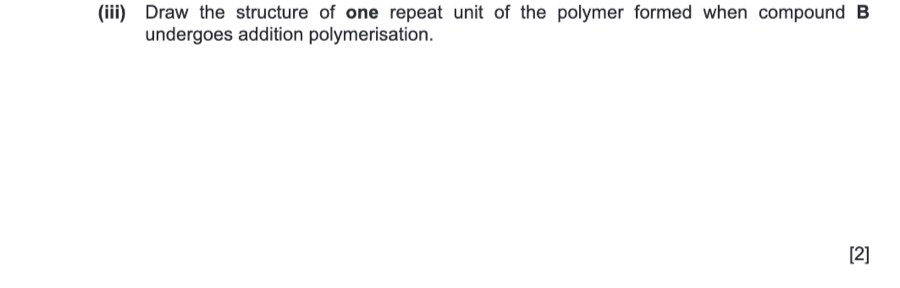 (iii) Draw the structure of one repeat unit of the polymer formed when compound B
undergoes addition polymerisation.
[2]